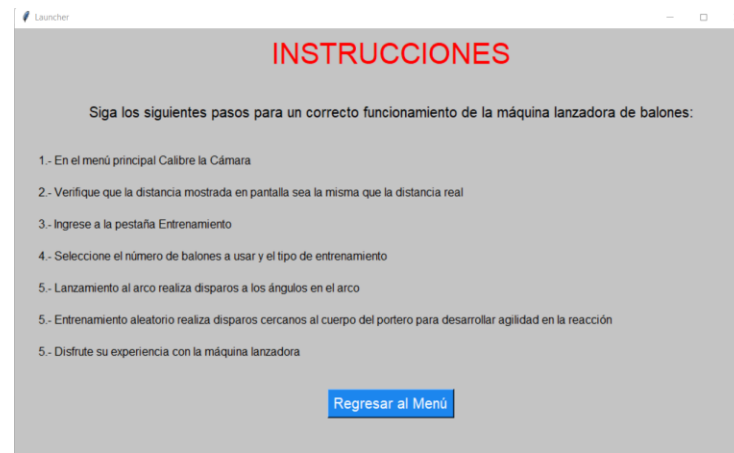 Launcher
INSTRUCCIONES
Siga los siguientes pasos para un correcto funcionamiento de la máquina lanzadora de balones:
1.- En el menú principal Calibre la Cámara
2.- Verifique que la distancia mostrada en pantalla sea la misma que la distancia real
3.- Ingrese a la pestaña Entrenamiento
4.- Seleccione el número de balones a usar y el tipo de entrenamiento
5.- Lanzamiento al arco realiza disparos a los ángulos en el arco
5.- Entrenamiento aleatorio realiza disparos cercanos al cuerpo del portero para desarrollar agilidad en la reacción
5.- Disfrute su experiencia con la máquina lanzadora
Regresar al Menú